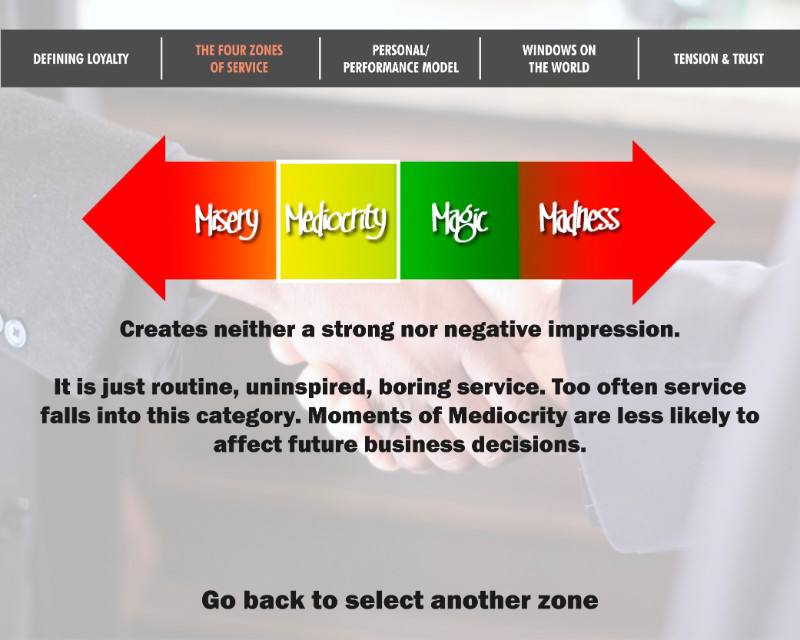 DEFINING LOYALTY
THE FOUR ZONES
OF SERVICE
PERSONAL/
PERFORMANCE MODEL
WINDOWS ON
THE WORLD
TENSION & TRUST
Misery
Mediocrity
Magic
Madness
Creates neither a strong nor negative impression.
It is just routine, uninspired, boring service. Too often service
falls into this category. Moments of Mediocrity are less likely to
affect future business decisions.
Go back to select another zone